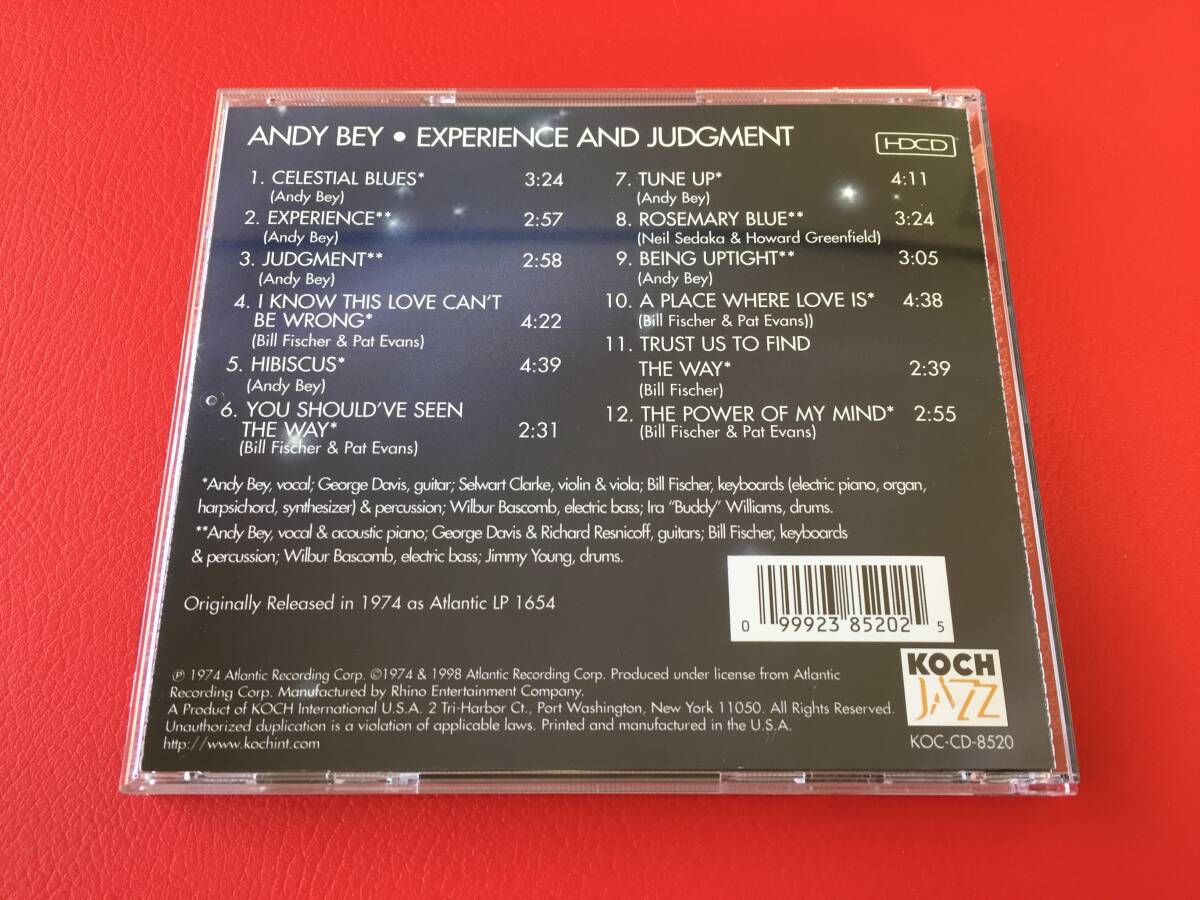 ANDY BEY • EXPERIENCE AND JUDGMENT
HDCD
1. CELESTIAL BLUES* 3:24
(Andy Bey)
2. EXPERIENCE** 2:57
(Andy Bey)
3. JUDGMENT** 2:58
(Andy Bey)
4. I KNOW THIS LOVE CAN'T
BE WRONG* 4:22
(Bill Fischer & Pat Evans)
5. HIBISCUS* 4:39
(Andy Bey)
6. YOU SHOULD'VE SEEN
THE WAY* 2:31
(Bill Fischer & Pat Evans)
7. TUNE UP* 4:11
(Andy Bey)
8. ROSEMARY BLUE** 3:24
(Neil Sedaka & Howard Greenfield)
9. BEING UPTIGHT** 3:05
(Andy Bey)
10. A PLACE WHERE LOVE IS* 4:38
(Bill Fischer & Pat Evans))
11. TRUST US TO FIND
THE WAY* 2:39
(Bill Fischer)
12. THE POWER OF MY MIND* 2:55
(Bill Fischer & Pat Evans)
*Andy Bey, vocal; George Davis, guitar; Selwart Clarke, violin & viola; Bill Fischer, keyboards (electric piano, organ,
harpsichord, synthesizer) & percussion; Wilbur Bascomb, electric bass; Ira "Buddy" Williams, drums.
**Andy Bey, vocal & acoustic piano; George Davis & Richard Resnicoff, guitars; Bill Fischer, keyboards
& percussion; Wilbur Bascomb, electric bass; Jimmy Young, drums.
Originally Released in 1974 as Atlantic LP 1654
0 99923 85202 5
℗ 1974 Atlantic Recording Corp. ©1974 & 1998 Atlantic Recording Corp. Produced under license from Atlantic
Recording Corp. Manufactured by Rhino Entertainment Company.
A Product of KOCH International U.S.A. 2 Tri-Harbor Ct., Port Washington, New York 11050. All Rights Reserved.
Unauthorized duplication is a violation of applicable laws. Printed and manufactured in the U.S.A.
http://www.kochint.com
KOCH
JAZZ
KOC-CD-8520